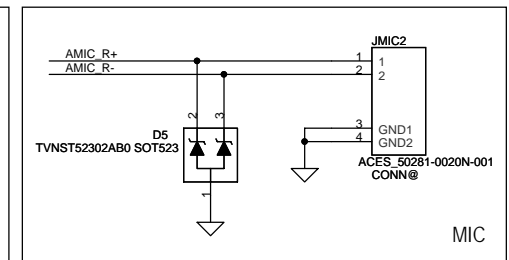 JMIC2
AMIC_R+ 1 1
AMIC_R- 2 2
2 3
D5
TVNST52302AB0 SOT523
3 GND1
4 GND2
ACES_50281-0020N-001
CONN@
1
MIC